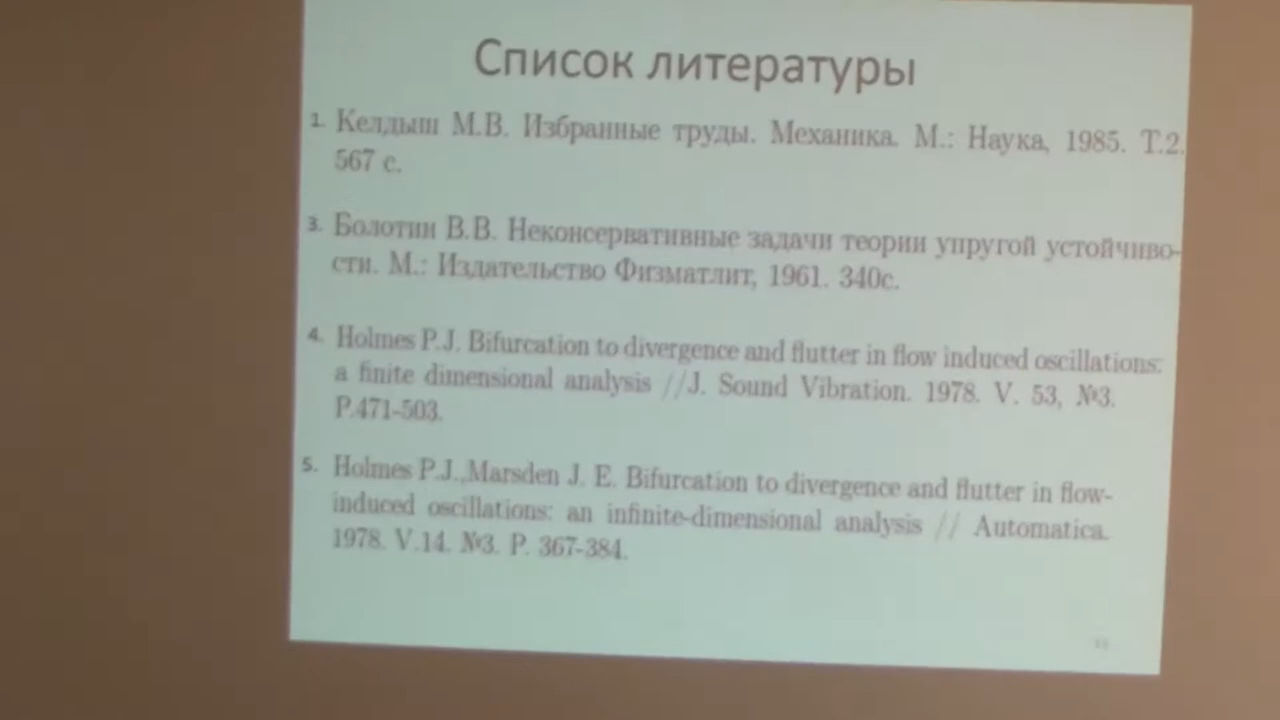 Список литературы
1. Келдыш М.В. Избранные труды. Механика. М.: Наука, 1985. Т.2.
567 с.
3. Болотин В.В. Неконсервативные задачи теории упругой устойчиво-
сти. М.: Издательство Физматлит, 1961. 340с.
4. Holmes P.J. Bifurcation to divergence and flutter in flow induced oscillations:
a finite dimensional analysis //J. Sound Vibration. 1978. V. 53, №3.
P.471-503.
5. Holmes P.J.,Marsden J. E. Bifurcation to divergence and flutter in flow-
induced oscillations: an infinite-dimensional analysis // Automatica.
1978. V.14. №3. P. 367-384.